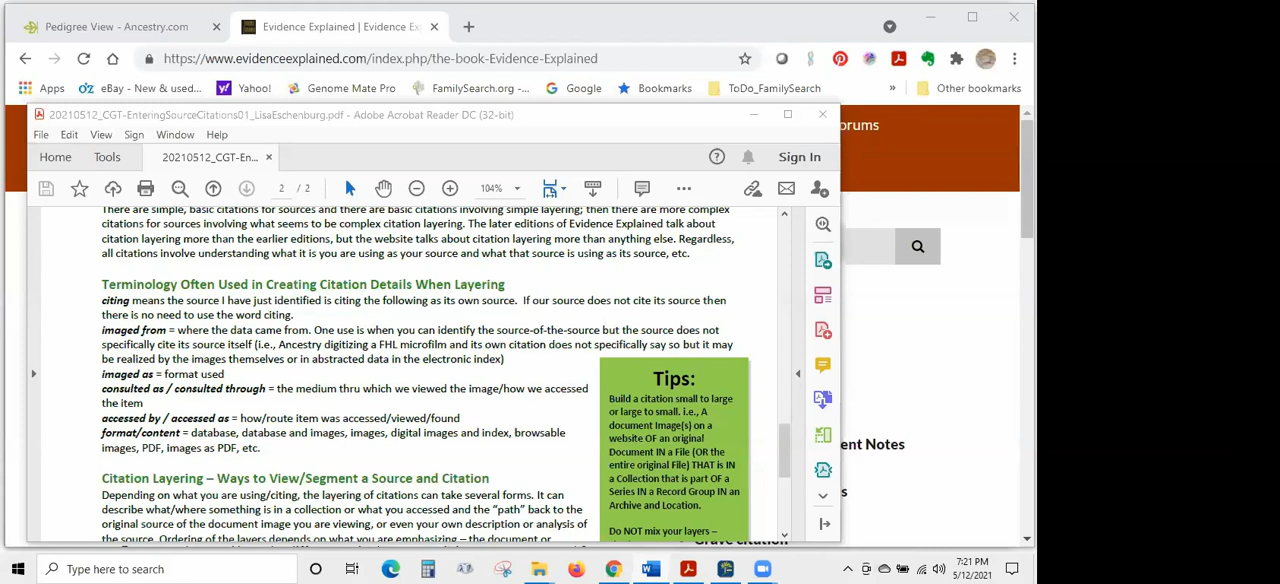 Pedigree View - Ancestry.com
Evidence Explained | Evidence Ex
https://www.evidenceexplained.com/index.php/the-book-Evidence-Explained
Apps
eBay - New & used...
Yahoo!
Genome Mate Pro
FamilySearch.org -...
Google
Bookmarks
ToDo_FamilySearch
»
Other bookmarks
20210512_CGT-EnteringSourceCitations01_LisaEschenburg.pdf - Adobe Acrobat Reader DC (32-bit)
orums
File Edit View Sign Window Help
Home Tools 20210512_CGT-En... Sign In
2 / 2 104%
There are simple, basic citations for sources and there are basic citations involving simple layering; then there are more complex
citations for sources involving what seems to be complex citation layering. The later editions of Evidence Explained talk about
citation layering more than the earlier editions, but the website talks about citation layering more than anything else. Regardless,
all citations involve understanding what it is you are using as your source and what that source is using as its source, etc.
Terminology Often Used in Creating Citation Details When Layering
citing means the source I have just identified is citing the following as its own source. If our source does not cite its source then
there is no need to use the word citing.
imaged from = where the data came from. One use is when you can identify the source-of-the-source but the source does not
specifically cite its source itself (i.e., Ancestry digitizing a FHL microfilm and its own citation does not specifically say so but it may
be realized by the images themselves or in abstracted data in the electronic index)
imaged as = format used
consulted as / consulted through = the medium thru which we viewed the image/how we accessed
the item
accessed by / accessed as = how/route item was accessed/viewed/found
format/content = database, database and images, images, digital images and index, browsable
images, PDF, images as PDF, etc.
Citation Layering – Ways to View/Segment a Source and Citation
Depending on what you are using/citing, the layering of citations can take several forms. It can
describe what/where something is in a collection or what you accessed and the “path” back to the
original source of the document image you are viewing, or even your own description or analysis of
the source. Ordering of the layers depends on what you are emphasizing – the document or
Tips:
Build a citation small to large
or large to small. i.e., A
document Image(s) on a
website OF an original
Document IN a File (OR the
entire original File) THAT is IN
a Collection that is part OF a
Series IN a Record Group IN an
Archive and Location.
Do NOT mix your layers –
ent Notes
s
Grave citation
Type here to search
7:21 PM
5/12/2021